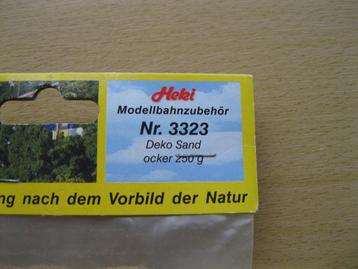 Heki
Modellbahnzubehör
Nr. 3323
Deko Sand
ocker 250 g
ng nach dem Vorbild der Natur